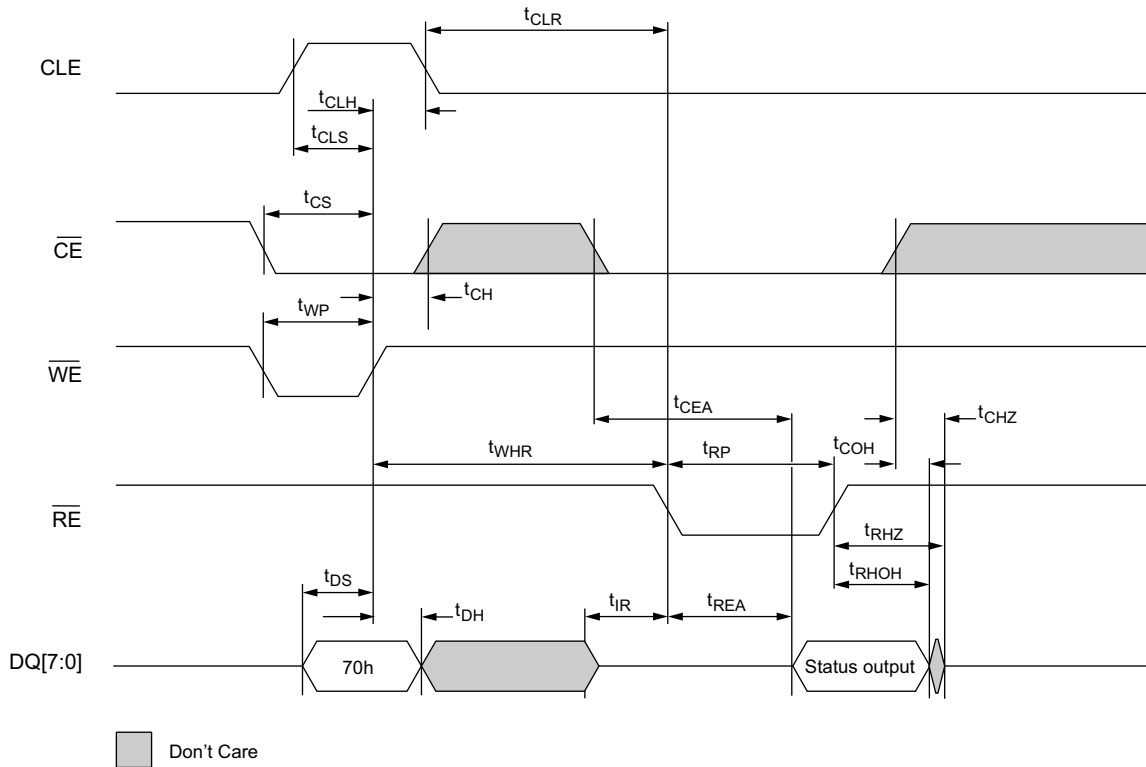 tCLR
CLE
tCLH
tCLS
tCS
CE
tCH
tWP
WE
tCEA
tCHZ
tWHR
tRP
tCOH
RE
tRHZ
tDS
tRHOH
tDH
tIR
tREA
DQ[7:0]
70h
Status output
Don't Care